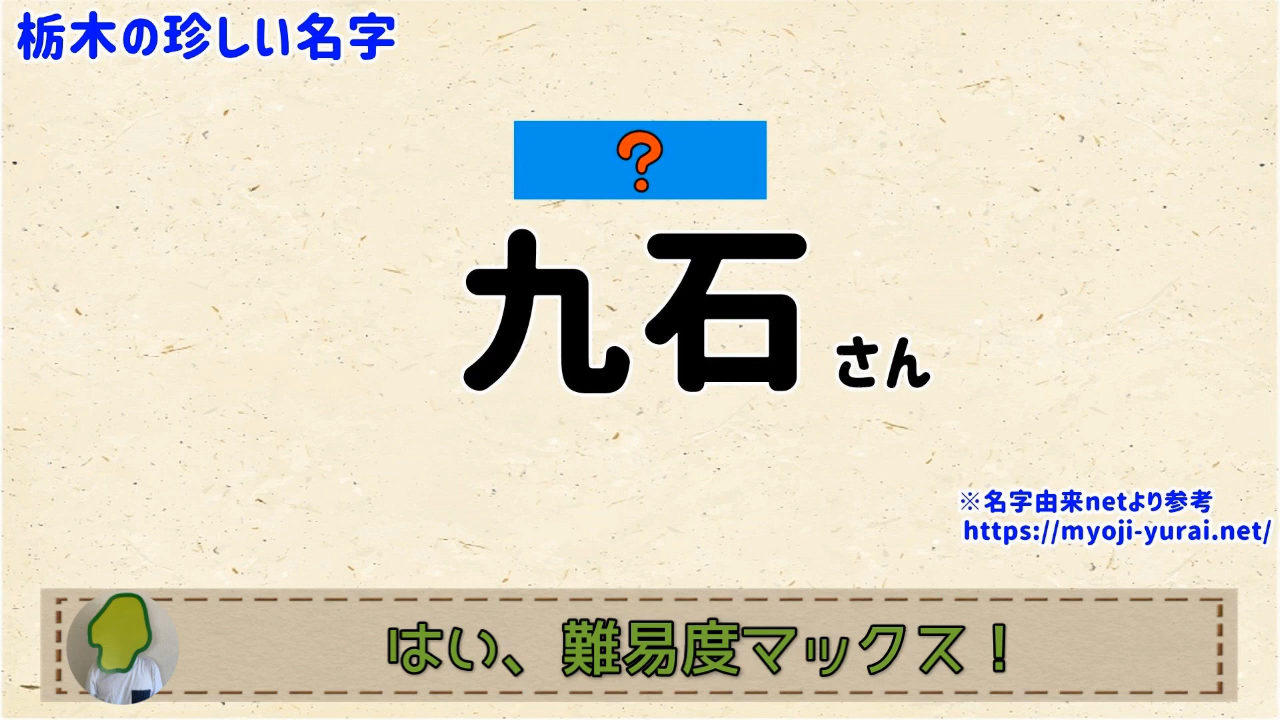 栃木の珍しい名字
?
九石さん
※名字由来netより参考
https://myoji-yurai.net/
はい、難易度マックス！